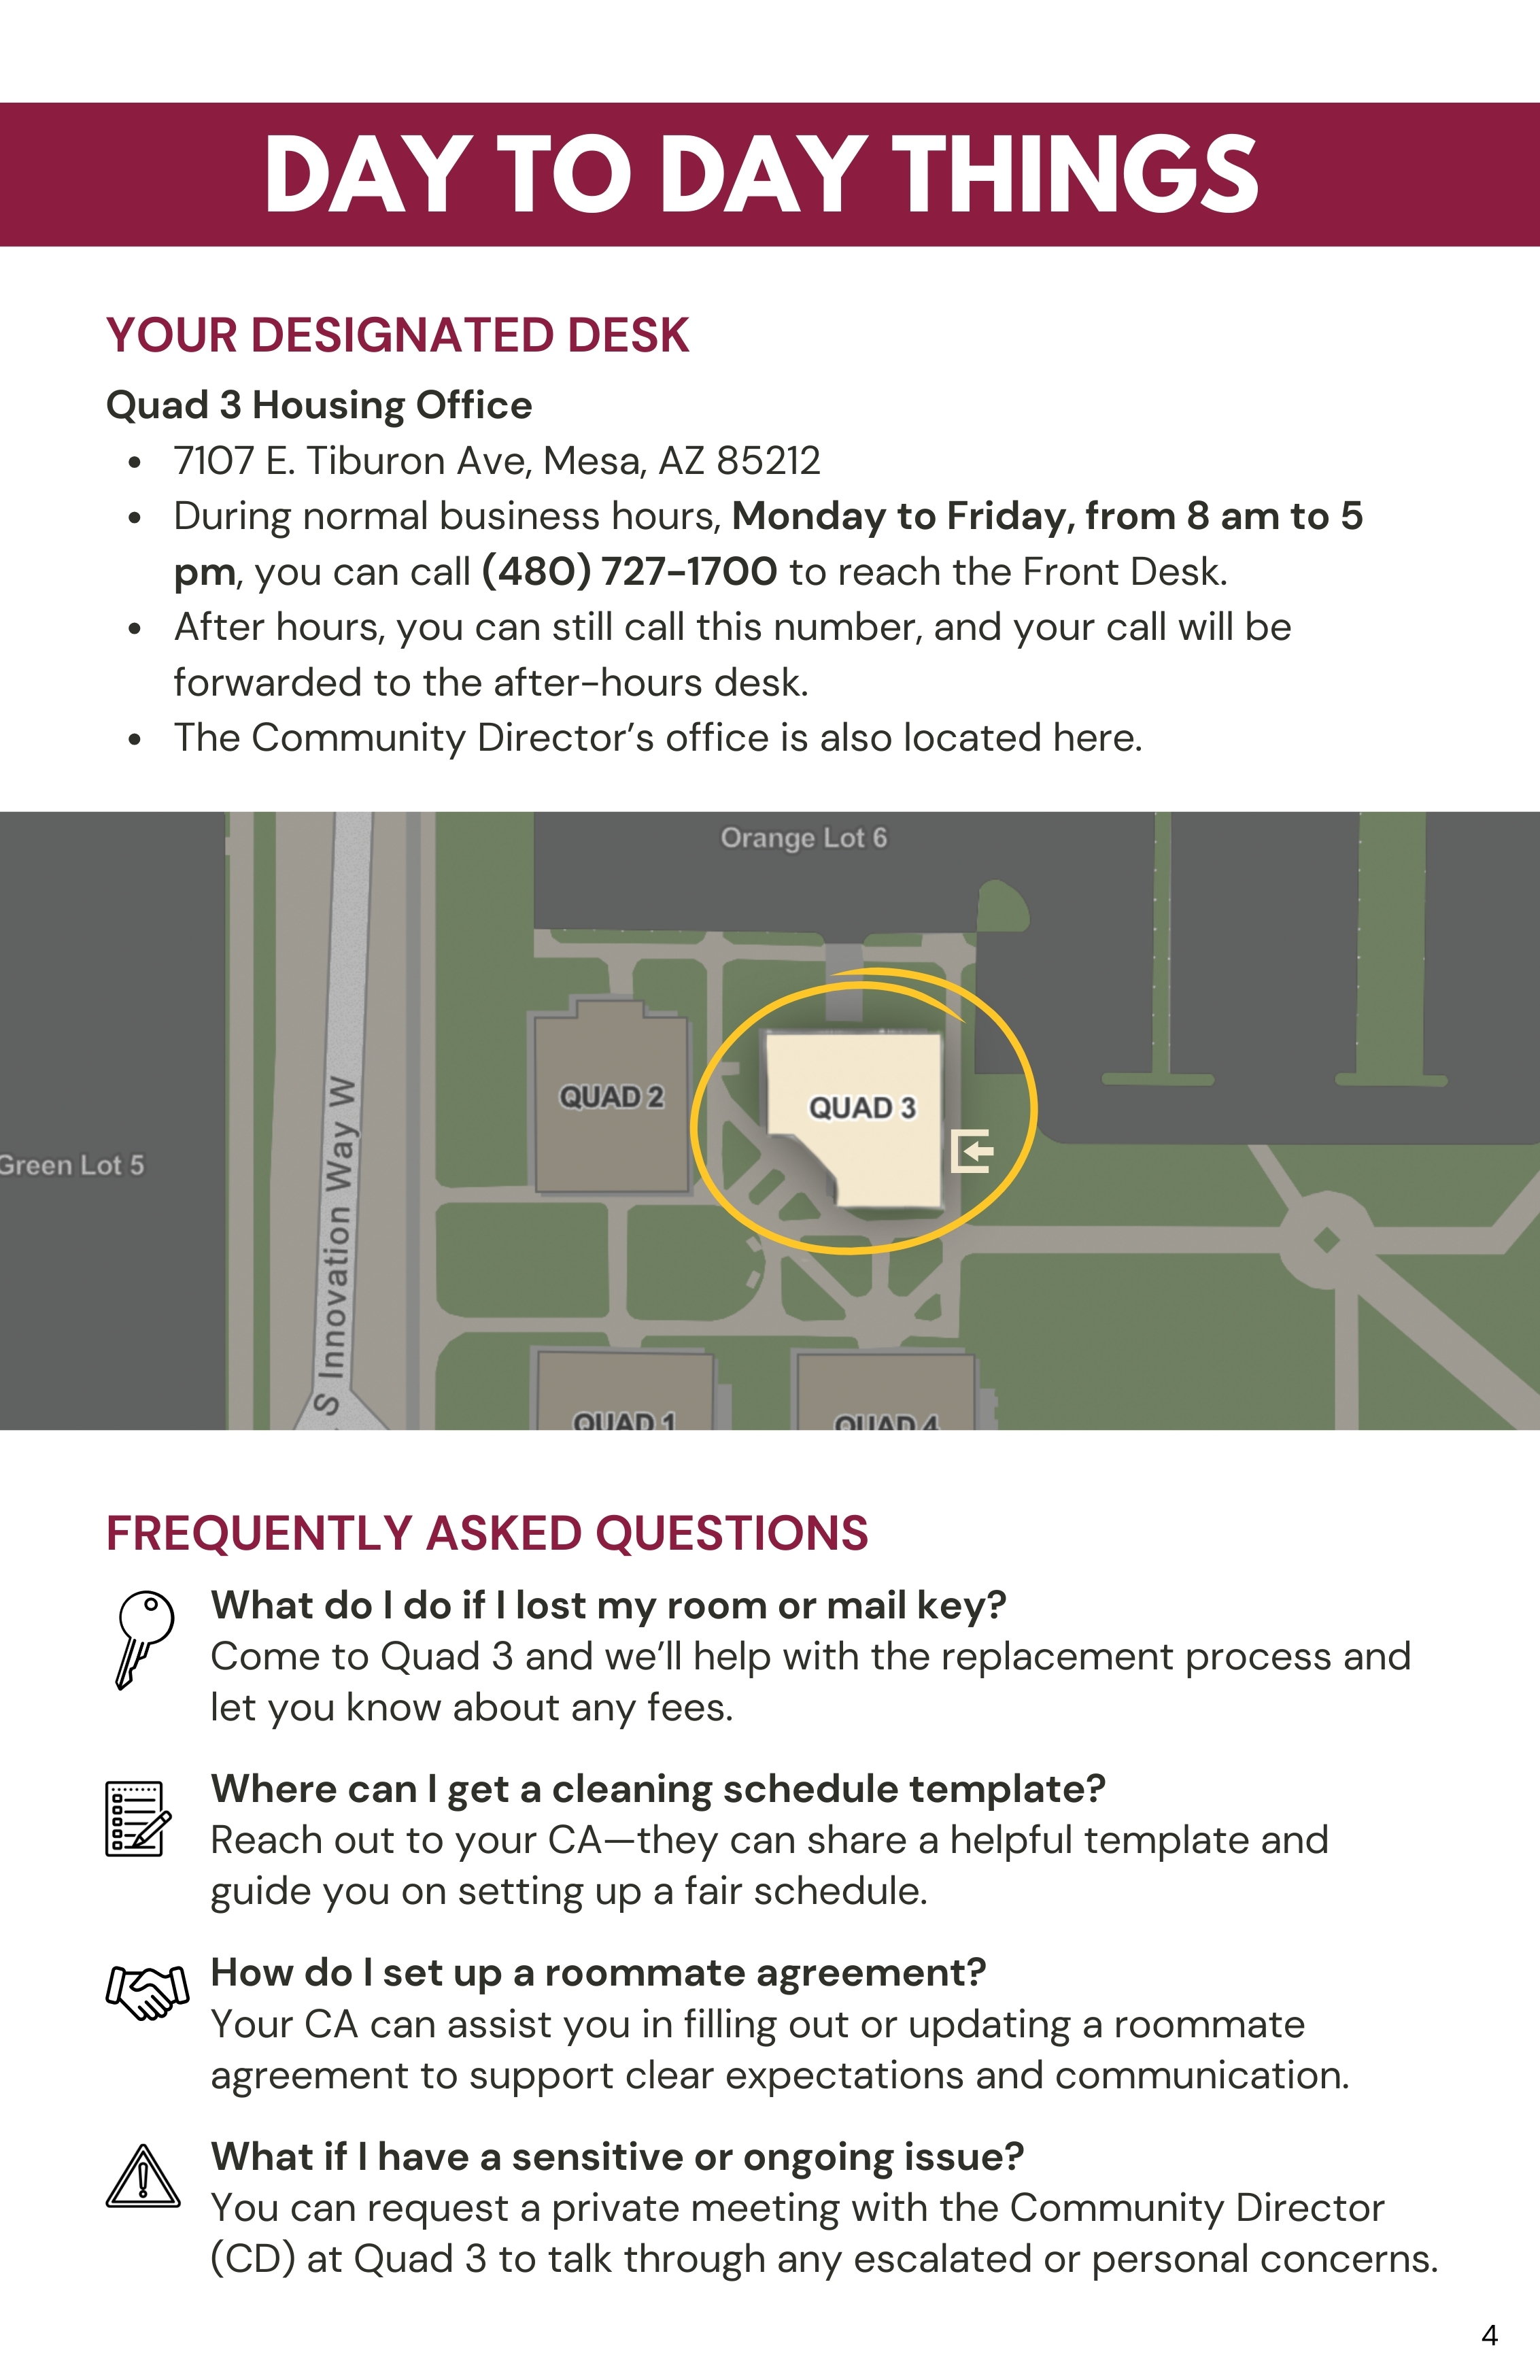 DAY TO DAY THINGS
YOUR DESIGNATED DESK
Quad 3 Housing Office
• 7107 E. Tiburon Ave, Mesa, AZ 85212
• During normal business hours, Monday to Friday, from 8 am to 5
pm, you can call (480) 727-1700 to reach the Front Desk.
• After hours, you can still call this number, and your call will be
forwarded to the after-hours desk.
• The Community Director’s office is also located here.
Orange Lot 6
QUAD 2
QUAD 3
Green Lot 5
S Innovation Way W
QUAD 1
QUAD 4
FREQUENTLY ASKED QUESTIONS
What do I do if I lost my room or mail key?
Come to Quad 3 and we’ll help with the replacement process and
let you know about any fees.
Where can I get a cleaning schedule template?
Reach out to your CA—they can share a helpful template and
guide you on setting up a fair schedule.
How do I set up a roommate agreement?
Your CA can assist you in filling out or updating a roommate
agreement to support clear expectations and communication.
What if I have a sensitive or ongoing issue?
You can request a private meeting with the Community Director
(CD) at Quad 3 to talk through any escalated or personal concerns.
4